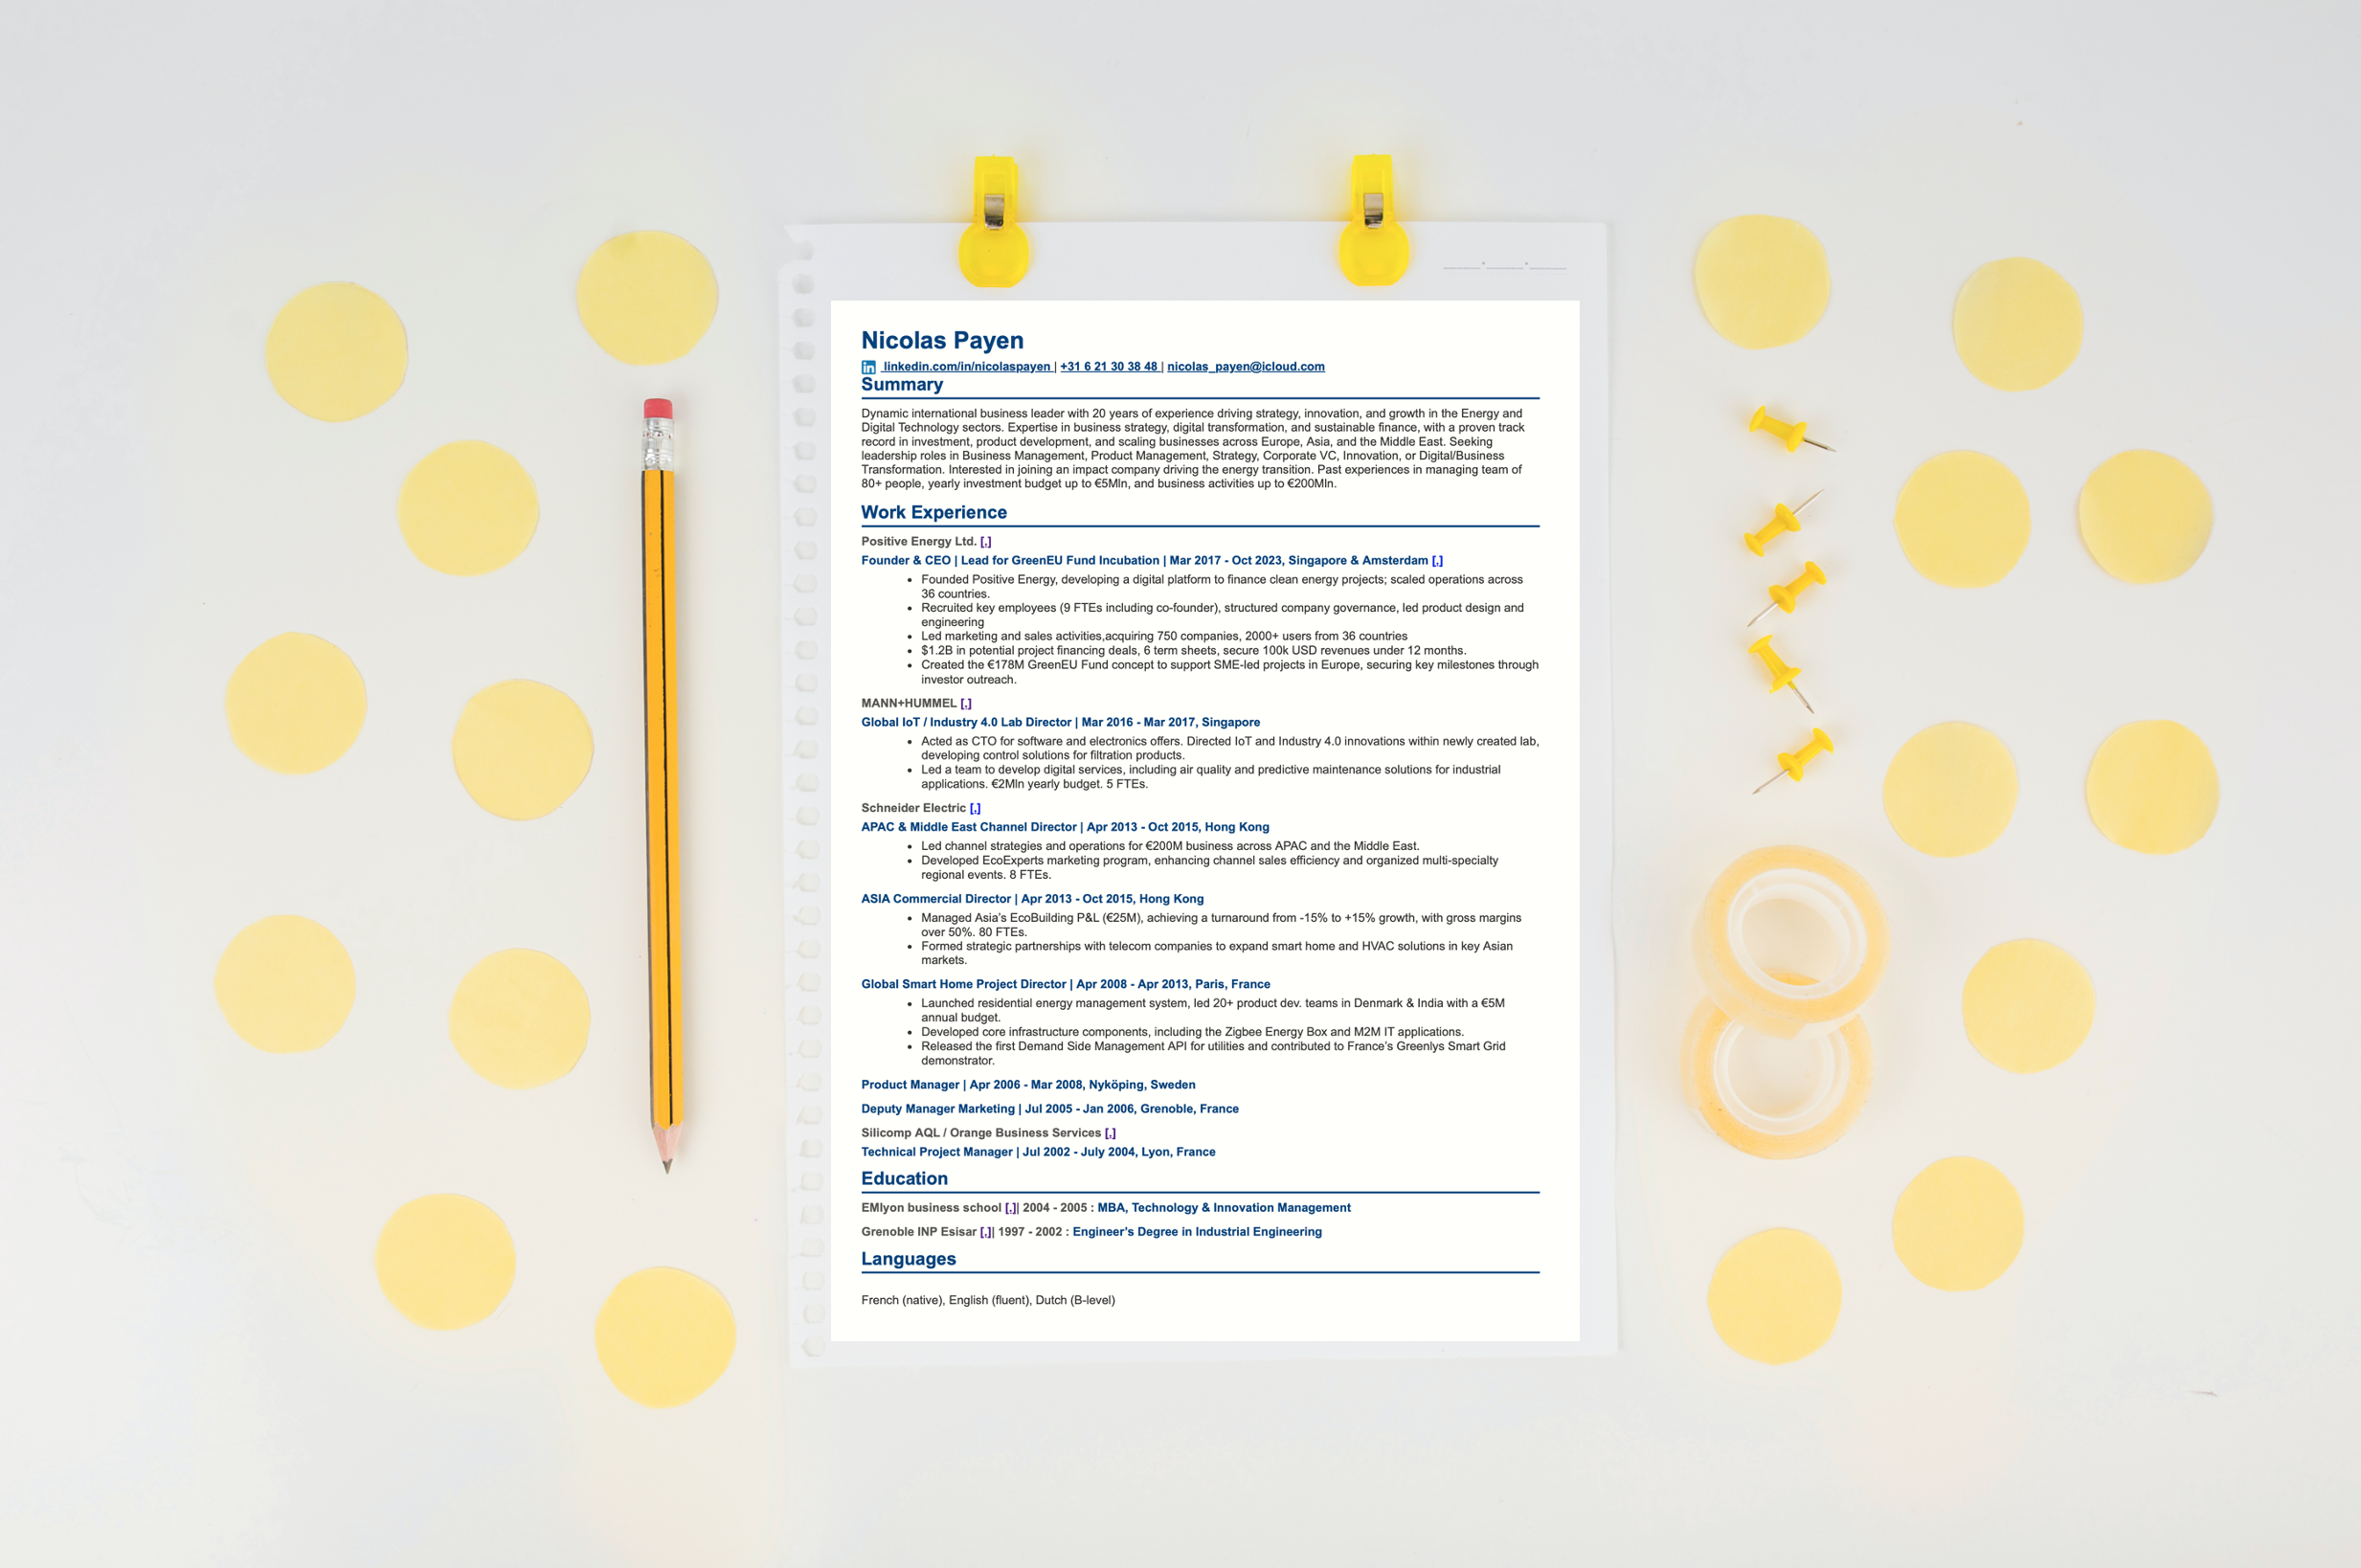 Nicolas Payen
linkedin.com/in/nicolaspayen | +31 6 21 30 38 48 | nicolas_payen@icloud.com
Summary
Dynamic international business leader with 20 years of experience driving strategy, innovation, and growth in the Energy and
Digital Technology sectors. Expertise in business strategy, digital transformation, and sustainable finance, with a proven track
record in investment, product development, and scaling businesses across Europe, Asia, and the Middle East. Seeking
leadership roles in Business Management, Product Management, Strategy, Corporate VC, Innovation, or Digital/Business
Transformation. Interested in joining an impact company driving the energy transition. Past experiences in managing team of
80+ people, yearly investment budget up to €5Mln, and business activities up to €200Mln.
Work Experience
Positive Energy Ltd. [.]
Founder & CEO | Lead for GreenEU Fund Incubation | Mar 2017 - Oct 2023, Singapore & Amsterdam [.]
• Founded Positive Energy, developing a digital platform to finance clean energy projects; scaled operations across
36 countries.
• Recruited key employees (9 FTEs including co-founder), structured company governance, led product design and
engineering
• Led marketing and sales activities,acquiring 750 companies, 2000+ users from 36 countries
• $1.2B in potential project financing deals, 6 term sheets, secure 100k USD revenues under 12 months.
• Created the €178M GreenEU Fund concept to support SME-led projects in Europe, securing key milestones through
investor outreach.
MANN+HUMMEL [.]
Global IoT / Industry 4.0 Lab Director | Mar 2016 - Mar 2017, Singapore
• Acted as CTO for software and electronics offers. Directed IoT and Industry 4.0 innovations within newly created lab,
developing control solutions for filtration products.
• Led a team to develop digital services, including air quality and predictive maintenance solutions for industrial
applications. €2Mln yearly budget. 5 FTEs.
Schneider Electric [.]
APAC & Middle East Channel Director | Apr 2013 - Oct 2015, Hong Kong
• Led channel strategies and operations for €200M business across APAC and the Middle East.
• Developed EcoExperts marketing program, enhancing channel sales efficiency and organized multi-specialty
regional events. 8 FTEs.
ASIA Commercial Director | Apr 2013 - Oct 2015, Hong Kong
• Managed Asia’s EcoBuilding P&L (€25M), achieving a turnaround from -15% to +15% growth, with gross margins
over 50%. 80 FTEs.
• Formed strategic partnerships with telecom companies to expand smart home and HVAC solutions in key Asian
markets.
Global Smart Home Project Director | Apr 2008 - Apr 2013, Paris, France
• Launched residential energy management system, led 20+ product dev. teams in Denmark & India with a €5M
annual budget.
• Developed core infrastructure components, including the Zigbee Energy Box and M2M IT applications.
• Released the first Demand Side Management API for utilities and contributed to France’s Greenlys Smart Grid
demonstrator.
Product Manager | Apr 2006 - Mar 2008, Nyköping, Sweden
Deputy Manager Marketing | Jul 2005 - Jan 2006, Grenoble, France
Silicomp AQL / Orange Business Services [.]
Technical Project Manager | Jul 2002 - July 2004, Lyon, France
Education
EMlyon business school [.]| 2004 - 2005 : MBA, Technology & Innovation Management
Grenoble INP Esisar [.]| 1997 - 2002 : Engineer’s Degree in Industrial Engineering
Languages
French (native), English (fluent), Dutch (B-level)